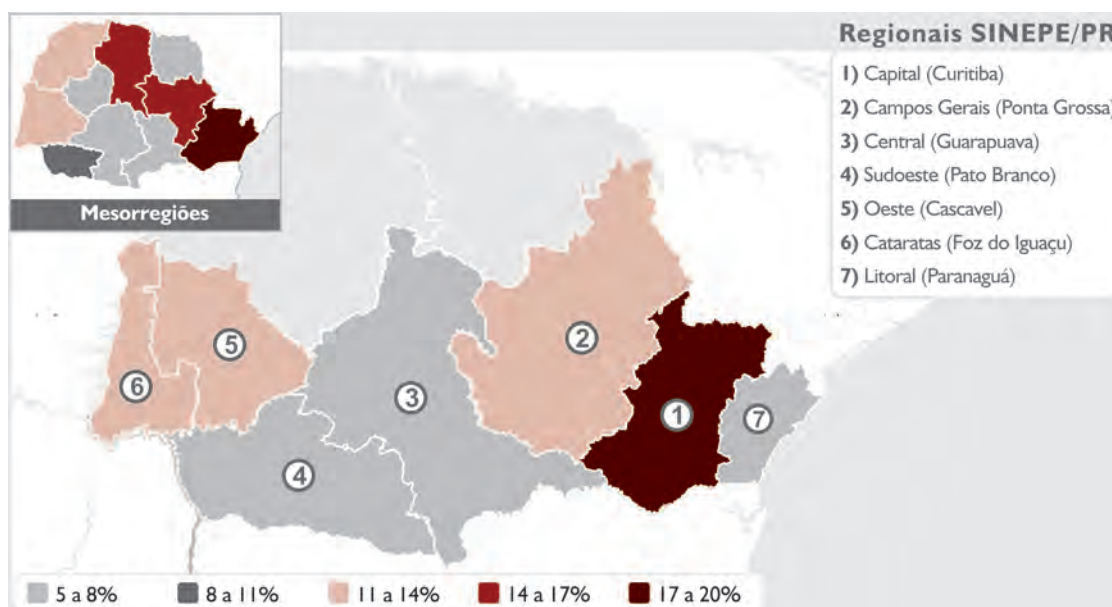 Regionais SINEPE/PR
1) Capital (Curitiba)
2) Campos Gerais (Ponta Grossa)
3) Central (Guarapuava)
4) Sudoeste (Pato Branco)
5) Oeste (Cascavel)
6) Cataratas (Foz do Iguaçu)
7) Litoral (Paranaguá)
Mesorregiões
5
2
6
3
1
7
4
5 a 8%
8 a 11%
11 a 14%
14 a 17%
17 a 20%